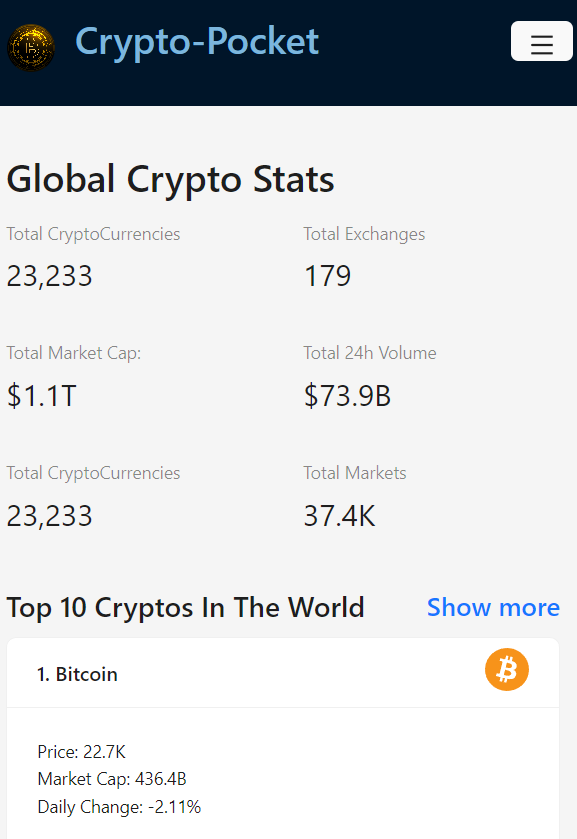 Crypto-Pocket
Global Crypto Stats
Total CryptoCurrencies
23,233
Total Exchanges
179
Total Market Cap:
$1.1T
Total 24h Volume
$73.9B
Total CryptoCurrencies
23,233
Total Markets
37.4K
Top 10 Cryptos In The World
Show more
1. Bitcoin
Price: 22.7K
Market Cap: 436.4B
Daily Change: -2.11%